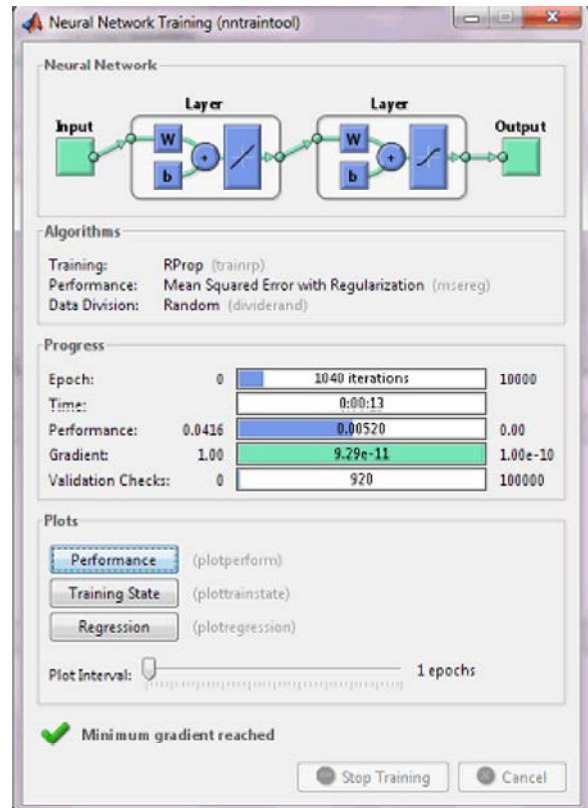 Neural Network Training (nntraintool)
Neural Network
Layer Layer
Input Output
W W
+ +
b b
Algorithms
Training: RProp (trainrp)
Performance: Mean Squared Error with Regularization (msereg)
Data Division: Random (dividerand)
Progress
Epoch: 0 1040 iterations 10000
Time: 0:00:13
Performance: 0.0416 0.00520 0.00
Gradient: 1.00 9.29e-11 1.00e-10
Validation Checks: 0 920 100000
Plots
Performance (plotperform)
Training State (plottrainstate)
Regression (plotregression)
Plot Interval: 1 epochs
Minimum gradient reached
Stop Training Cancel